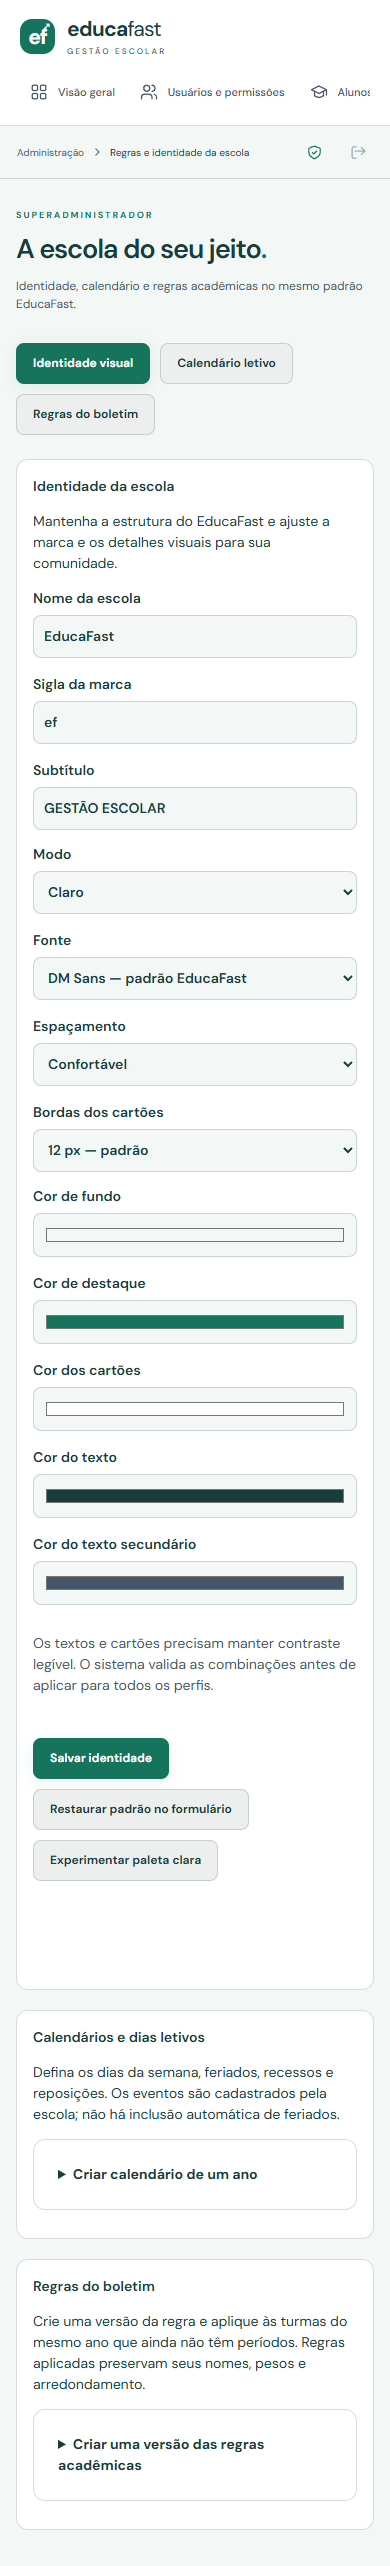 ef
educafast
GESTÃO ESCOLAR
Visão geral
Usuários e permissões
Alunos
Administração
Regras e identidade da escola
SUPERADMINISTRADOR
A escola do seu jeito.
Identidade, calendário e regras acadêmicas no mesmo padrão
EducaFast.
Identidade visual
Calendário letivo
Regras do boletim
Identidade da escola
Mantenha a estrutura do EducaFast e ajuste a
marca e os detalhes visuais para sua
comunidade.
Nome da escola
EducaFast
Sigla da marca
ef
Subtítulo
GESTÃO ESCOLAR
Modo
Claro
Fonte
DM Sans — padrão EducaFast
Espaçamento
Confortável
Bordas dos cartões
12 px — padrão
Cor de fundo
Cor de destaque
Cor dos cartões
Cor do texto
Cor do texto secundário
Os textos e cartões precisam manter contraste
legível. O sistema valida as combinações antes de
aplicar para todos os perfis.
Salvar identidade
Restaurar padrão no formulário
Experimentar paleta clara
Calendários e dias letivos
Defina os dias da semana, feriados, recessos e
reposições. Os eventos são cadastrados pela
escola; não há inclusão automática de feriados.
Criar calendário de um ano
Regras do boletim
Crie uma versão da regra e aplique às turmas do
mesmo ano que ainda não têm períodos. Regras
aplicadas preservam seus nomes, pesos e
arredondamento.
Criar uma versão das regras
acadêmicas